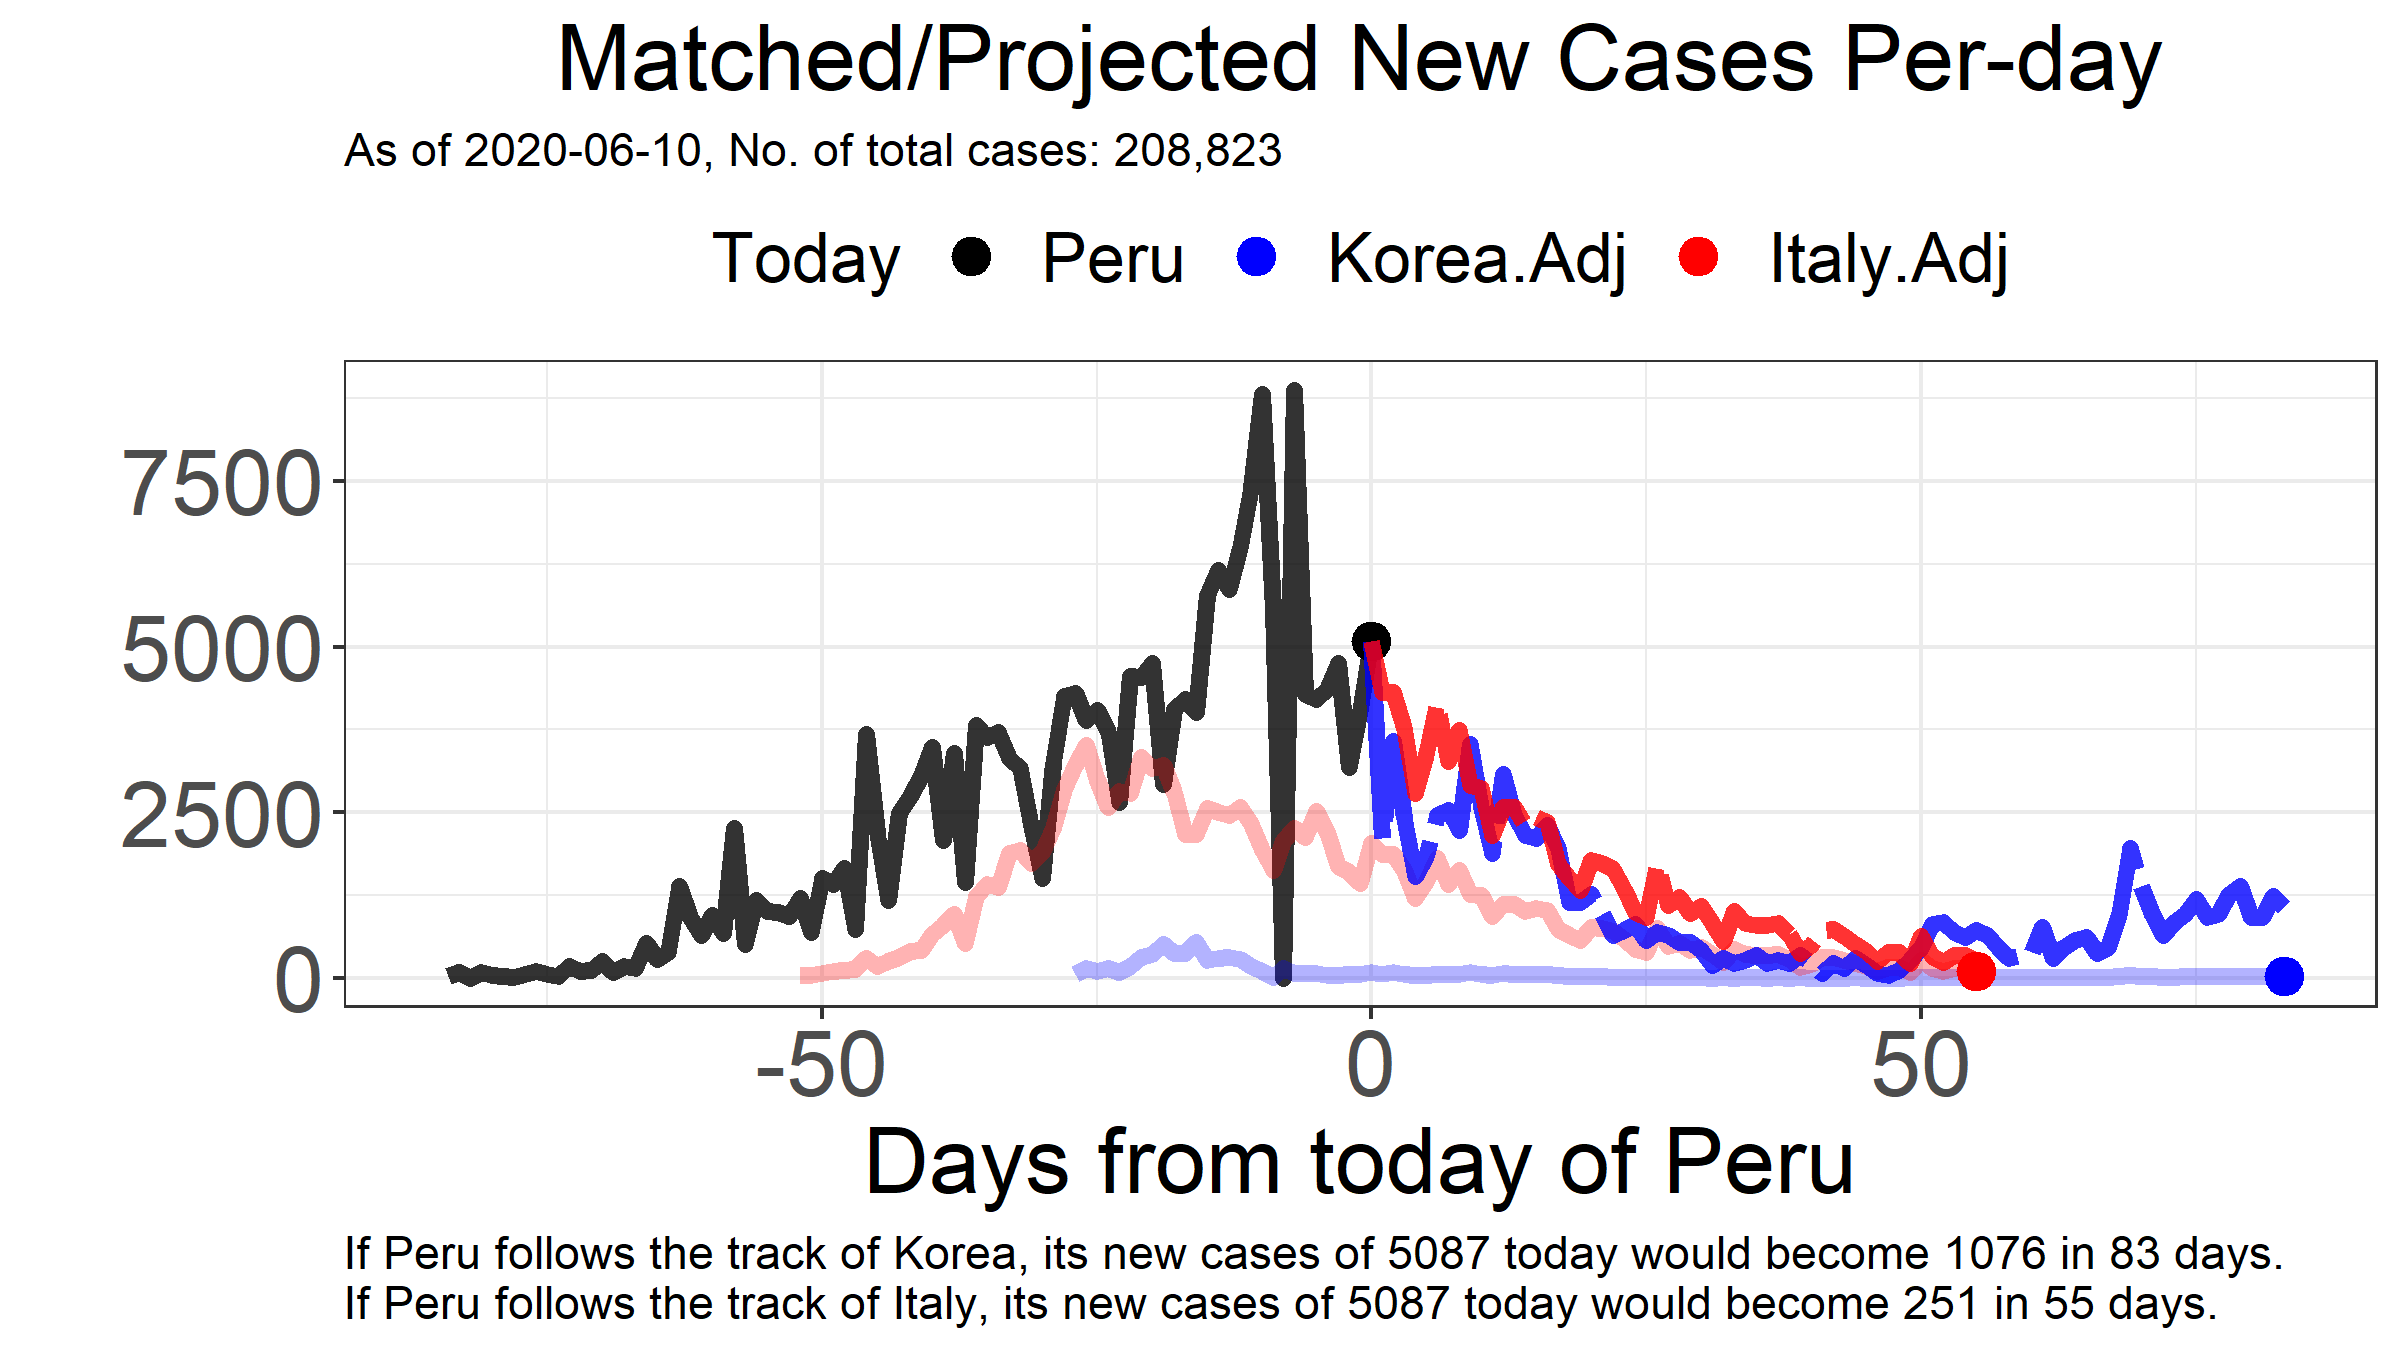 Matched/Projected New Cases Per-day
As of 2020-06-10, No. of total cases: 208,823
Today Peru Korea.Adj Italy.Adj
7500
5000
2500
0
-50 0 50
Days from today of Peru
If Peru follows the track of Korea, its new cases of 5087 today would become 1076 in 83 days.
If Peru follows the track of Italy, its new cases of 5087 today would become 251 in 55 days.